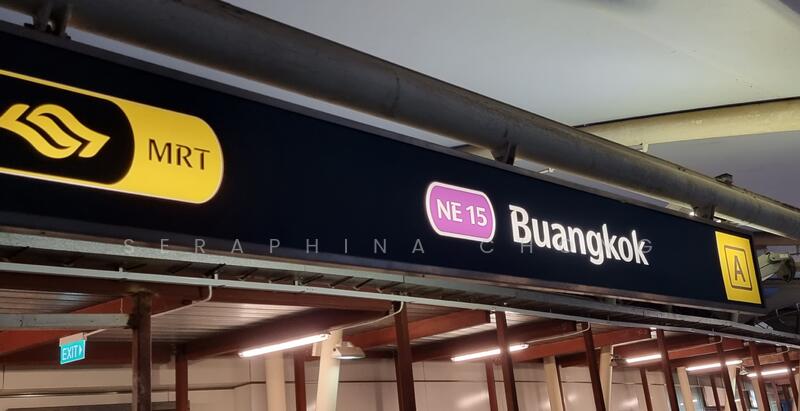 MRT
NE 15 Buangkok A
SERAPHINA CH
EXIT